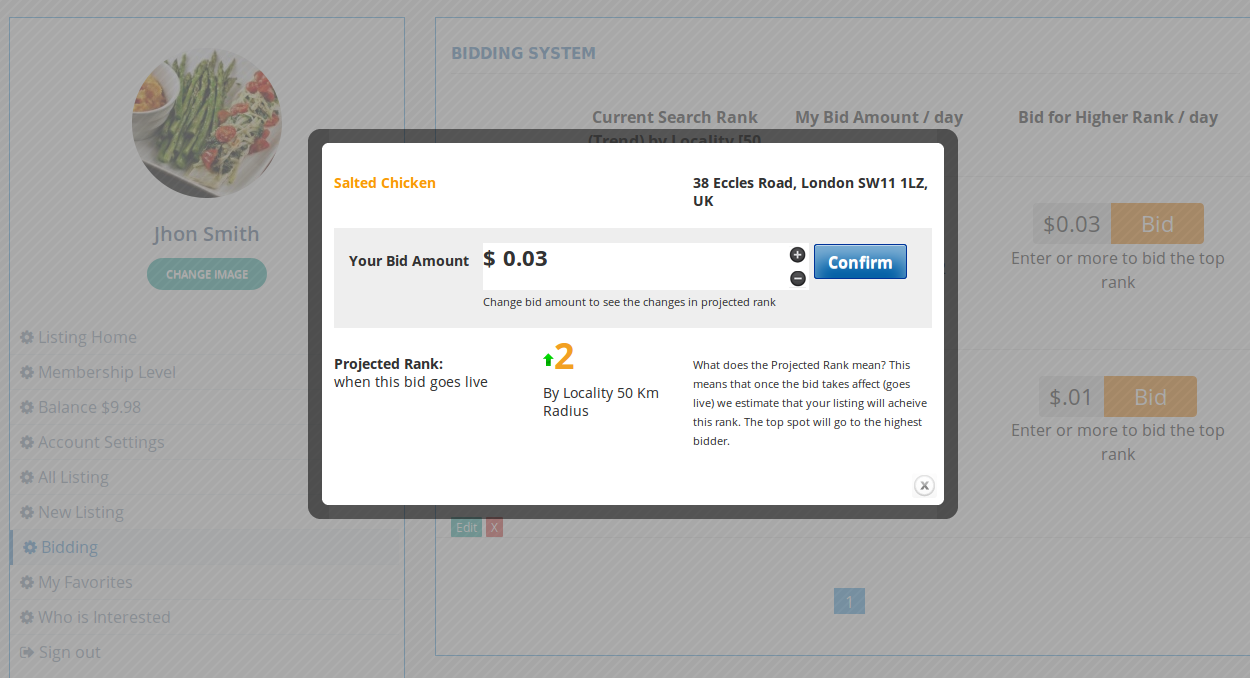 Jhon Smith
CHANGE IMAGE
Listing Home
Membership Level
Balance $9.98
Account Settings
All Listing
New Listing
Bidding
My Favorites
Who is Interested
Sign out
BIDDING SYSTEM
Current Search Rank
(Trend) by Locality [50
My Bid Amount / day
Bid for Higher Rank / day
$0.03 Bid
Enter or more to bid the top
rank
$.01 Bid
Enter or more to bid the top
rank
Edit X
1
Salted Chicken
38 Eccles Road, London SW11 1LZ,
UK
Your Bid Amount
$ 0.03
Confirm
Change bid amount to see the changes in projected rank
Projected Rank:
when this bid goes live
2
By Locality 50 Km
Radius
What does the Projected Rank mean? This
means that once the bid takes affect (goes
live) we estimate that your listing will acheive
this rank. The top spot will go to the highest
bidder.
x